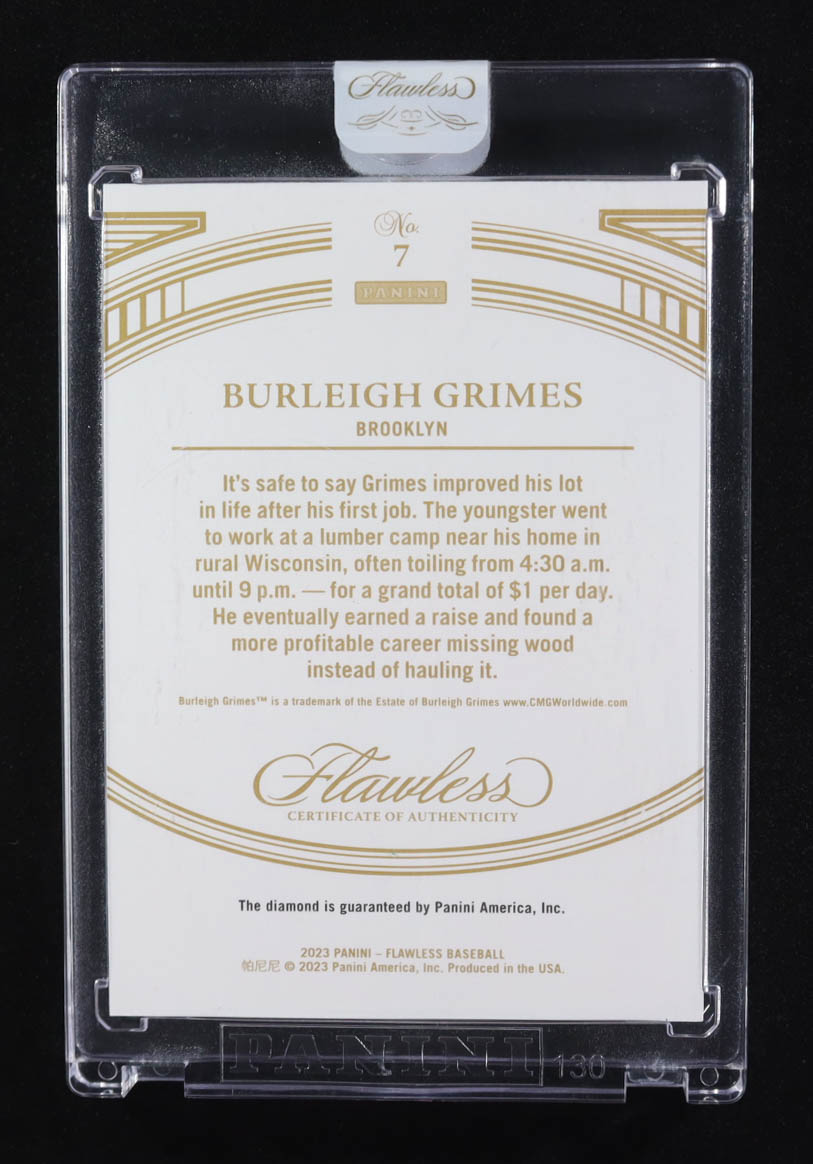 Flawless
No.
7
PANINI
BURLEIGH GRIMES
BROOKLYN
It's safe to say Grimes improved his lot
in life after his first job. The youngster went
to work at a lumber camp near his home in
rural Wisconsin, often toiling from 4:30 a.m.
until 9 p.m. — for a grand total of $1 per day.
He eventually earned a raise and found a
more profitable career missing wood
instead of hauling it.
Burleigh Grimes™ is a trademark of the Estate of Burleigh Grimes www.CMGWorldwide.com
Flawless
CERTIFICATE OF AUTHENTICITY
The diamond is guaranteed by Panini America, Inc.
2023 PANINI – FLAWLESS BASEBALL
帕尼尼 © 2023 Panini America, Inc. Produced in the USA.
PANINI 130